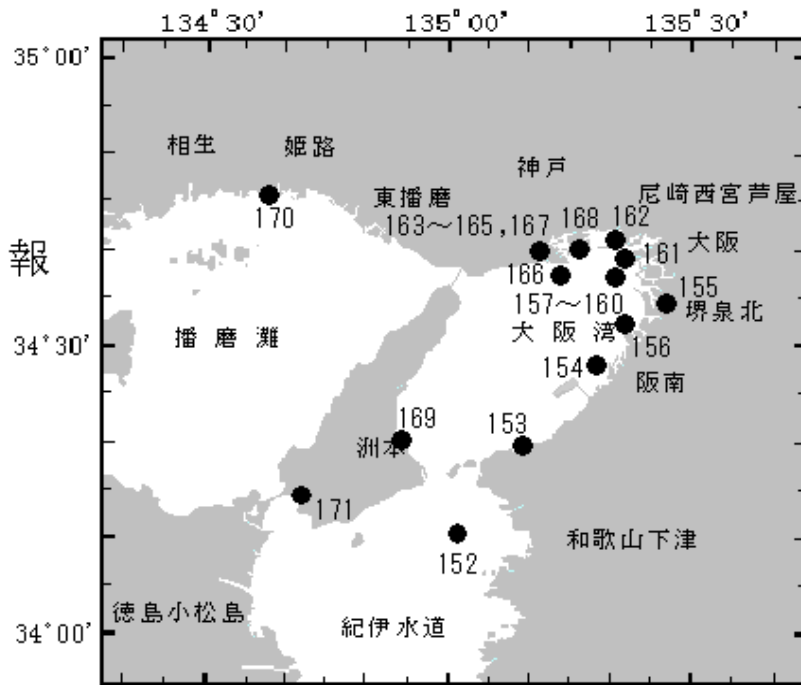 134°30' 135°00' 135°30'
35°00'
相生 姫路 神戸
東播磨 尼崎西宮芦屋
170 163～165,167 168 162
報 166 161 大阪
157～160 155
播磨灘 大阪湾 堺泉北
34°30' 156
154 阪南
169 153
洲本
171
152 和歌山下津
徳島小松島 紀伊水道
34°00'